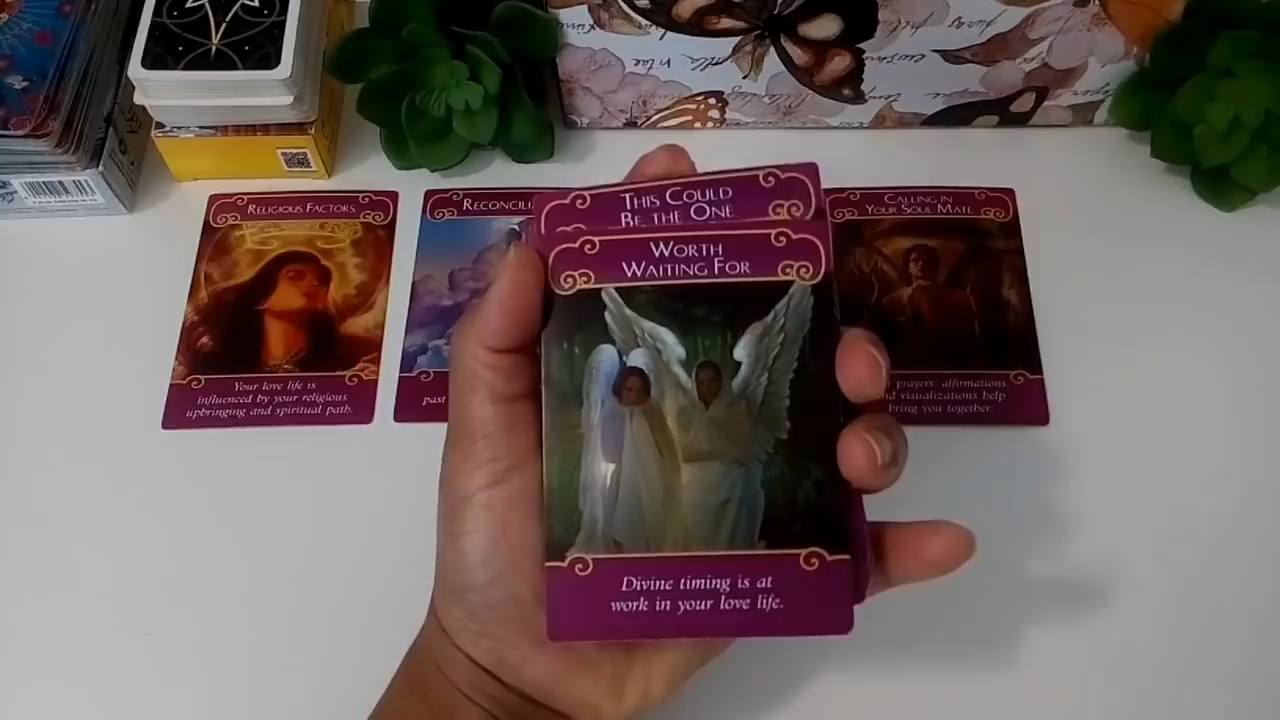 RELIGIOUS FACTORS
Your love life is
influenced by your religious
upbringing and spiritual path.
past
THIS COULD
BE THE ONE
WORTH
WAITING FOR
Divine timing is at
work in your love life.
CALLING IN
YOUR SOUL MATE
prayers, affirmations,
and visualizations help
bring you together.